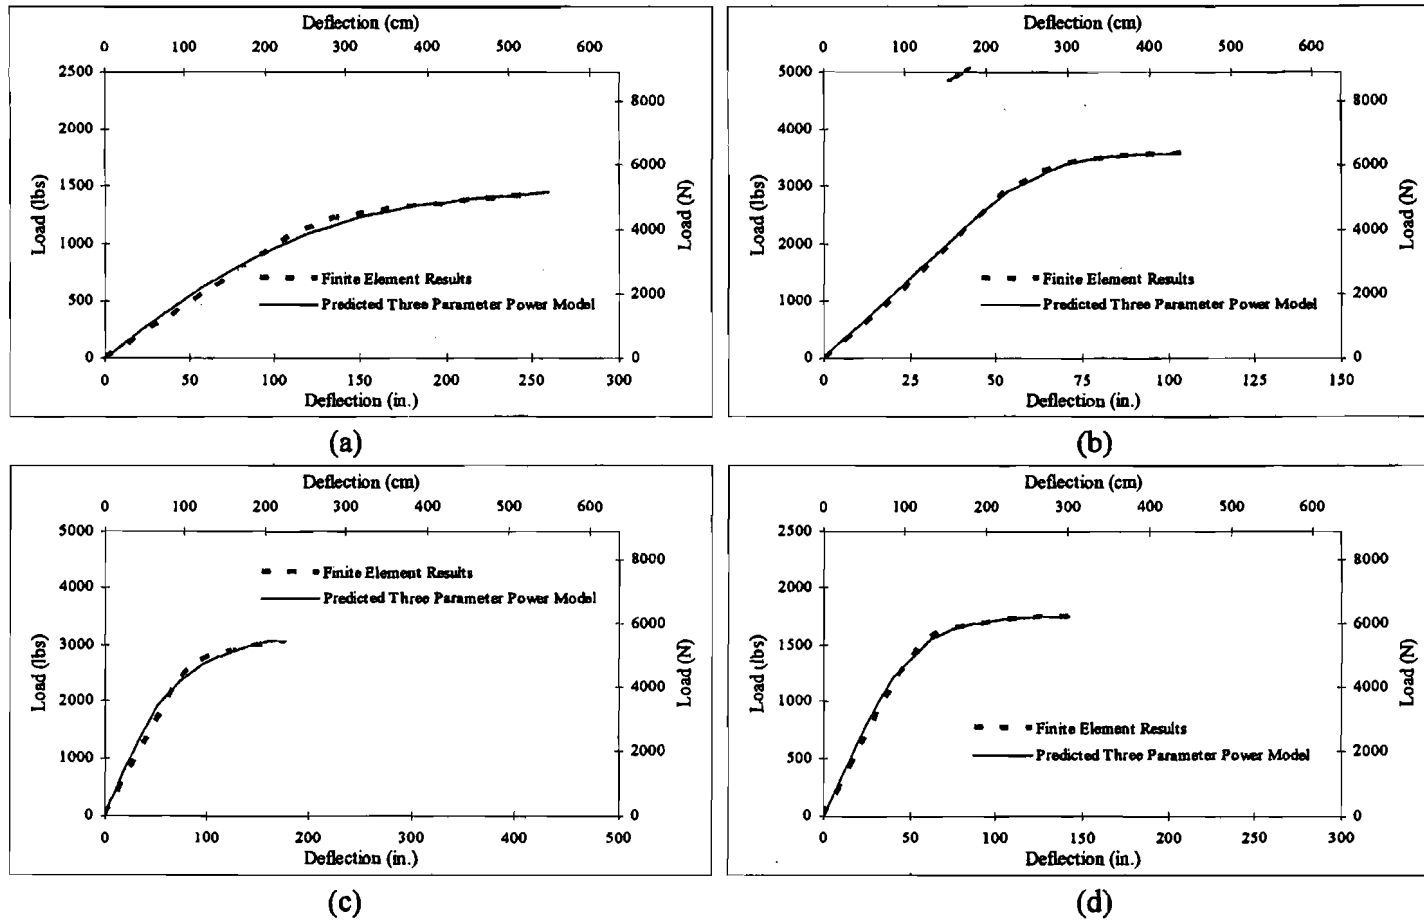 Deflection (cm)
0 100 200 300 400 500 600
2500
2000
1500
1000
500
0
Load (lbs)
8000
6000
4000
2000
0
Load (N)
Finite Element Results
Predicted Three Parameter Power Model
0 50 100 150 200 250 300
Deflection (in.)
(a)
Deflection (cm)
0 100 200 300 400 500 600
5000
4000
3000
2000
1000
0
Load (lbs)
8000
6000
4000
2000
0
Load (N)
Finite Element Results
Predicted Three Parameter Power Model
0 25 50 75 100 125 150
Deflection (in.)
(b)
Deflection (cm)
0 100 200 300 400 500 600
5000
4000
3000
2000
1000
0
Load (lbs)
8000
6000
4000
2000
0
Load (N)
Finite Element Results
Predicted Three Parameter Power Model
0 100 200 300 400 500
Deflection (in.)
(c)
Deflection (cm)
0 100 200 300 400 500 600
2500
2000
1500
1000
500
0
Load (lbs)
8000
6000
4000
2000
0
Load (N)
Finite Element Results
Predicted Three Parameter Power Model
0 50 100 150 200 250 300
Deflection (in.)
(d)